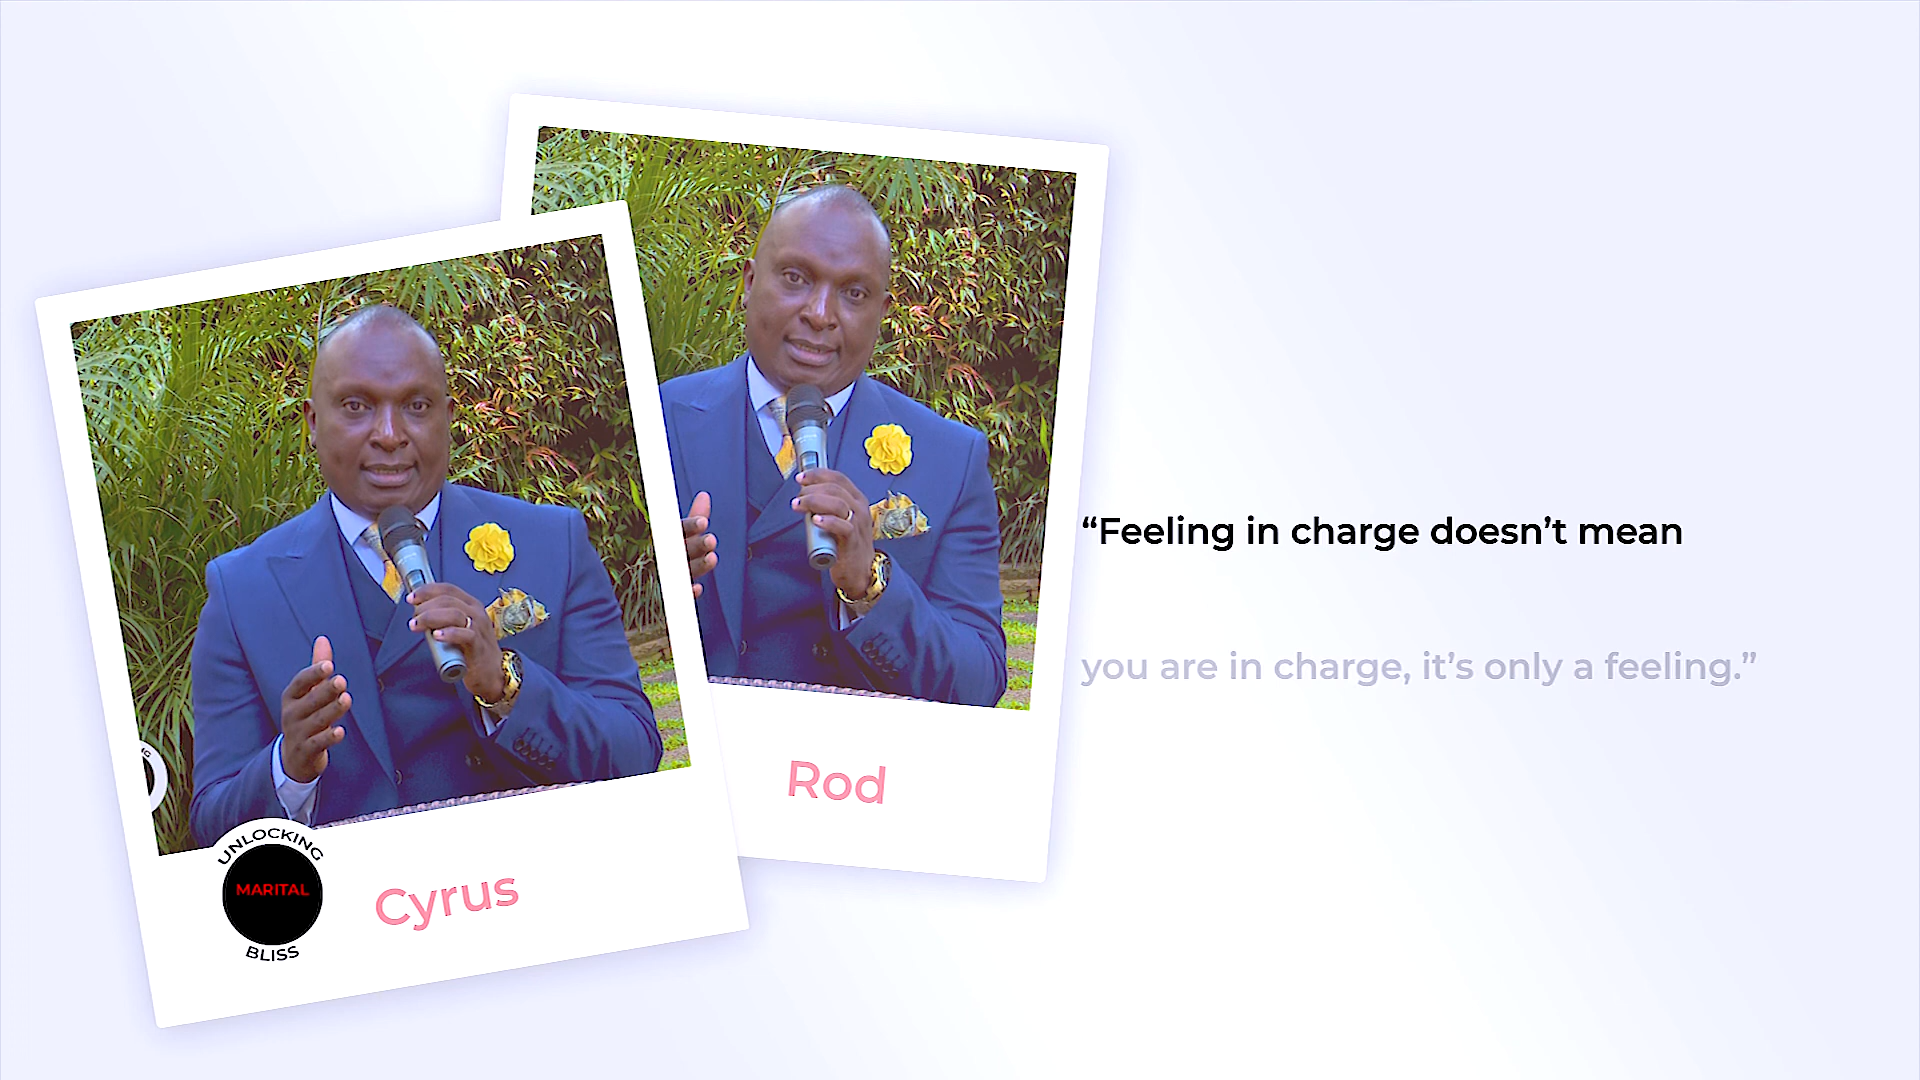 “Feeling in charge doesn’t mean
you are in charge, it’s only a feeling.”
Rod
Cyrus
UNLOCKING
MARITAL
BLISS